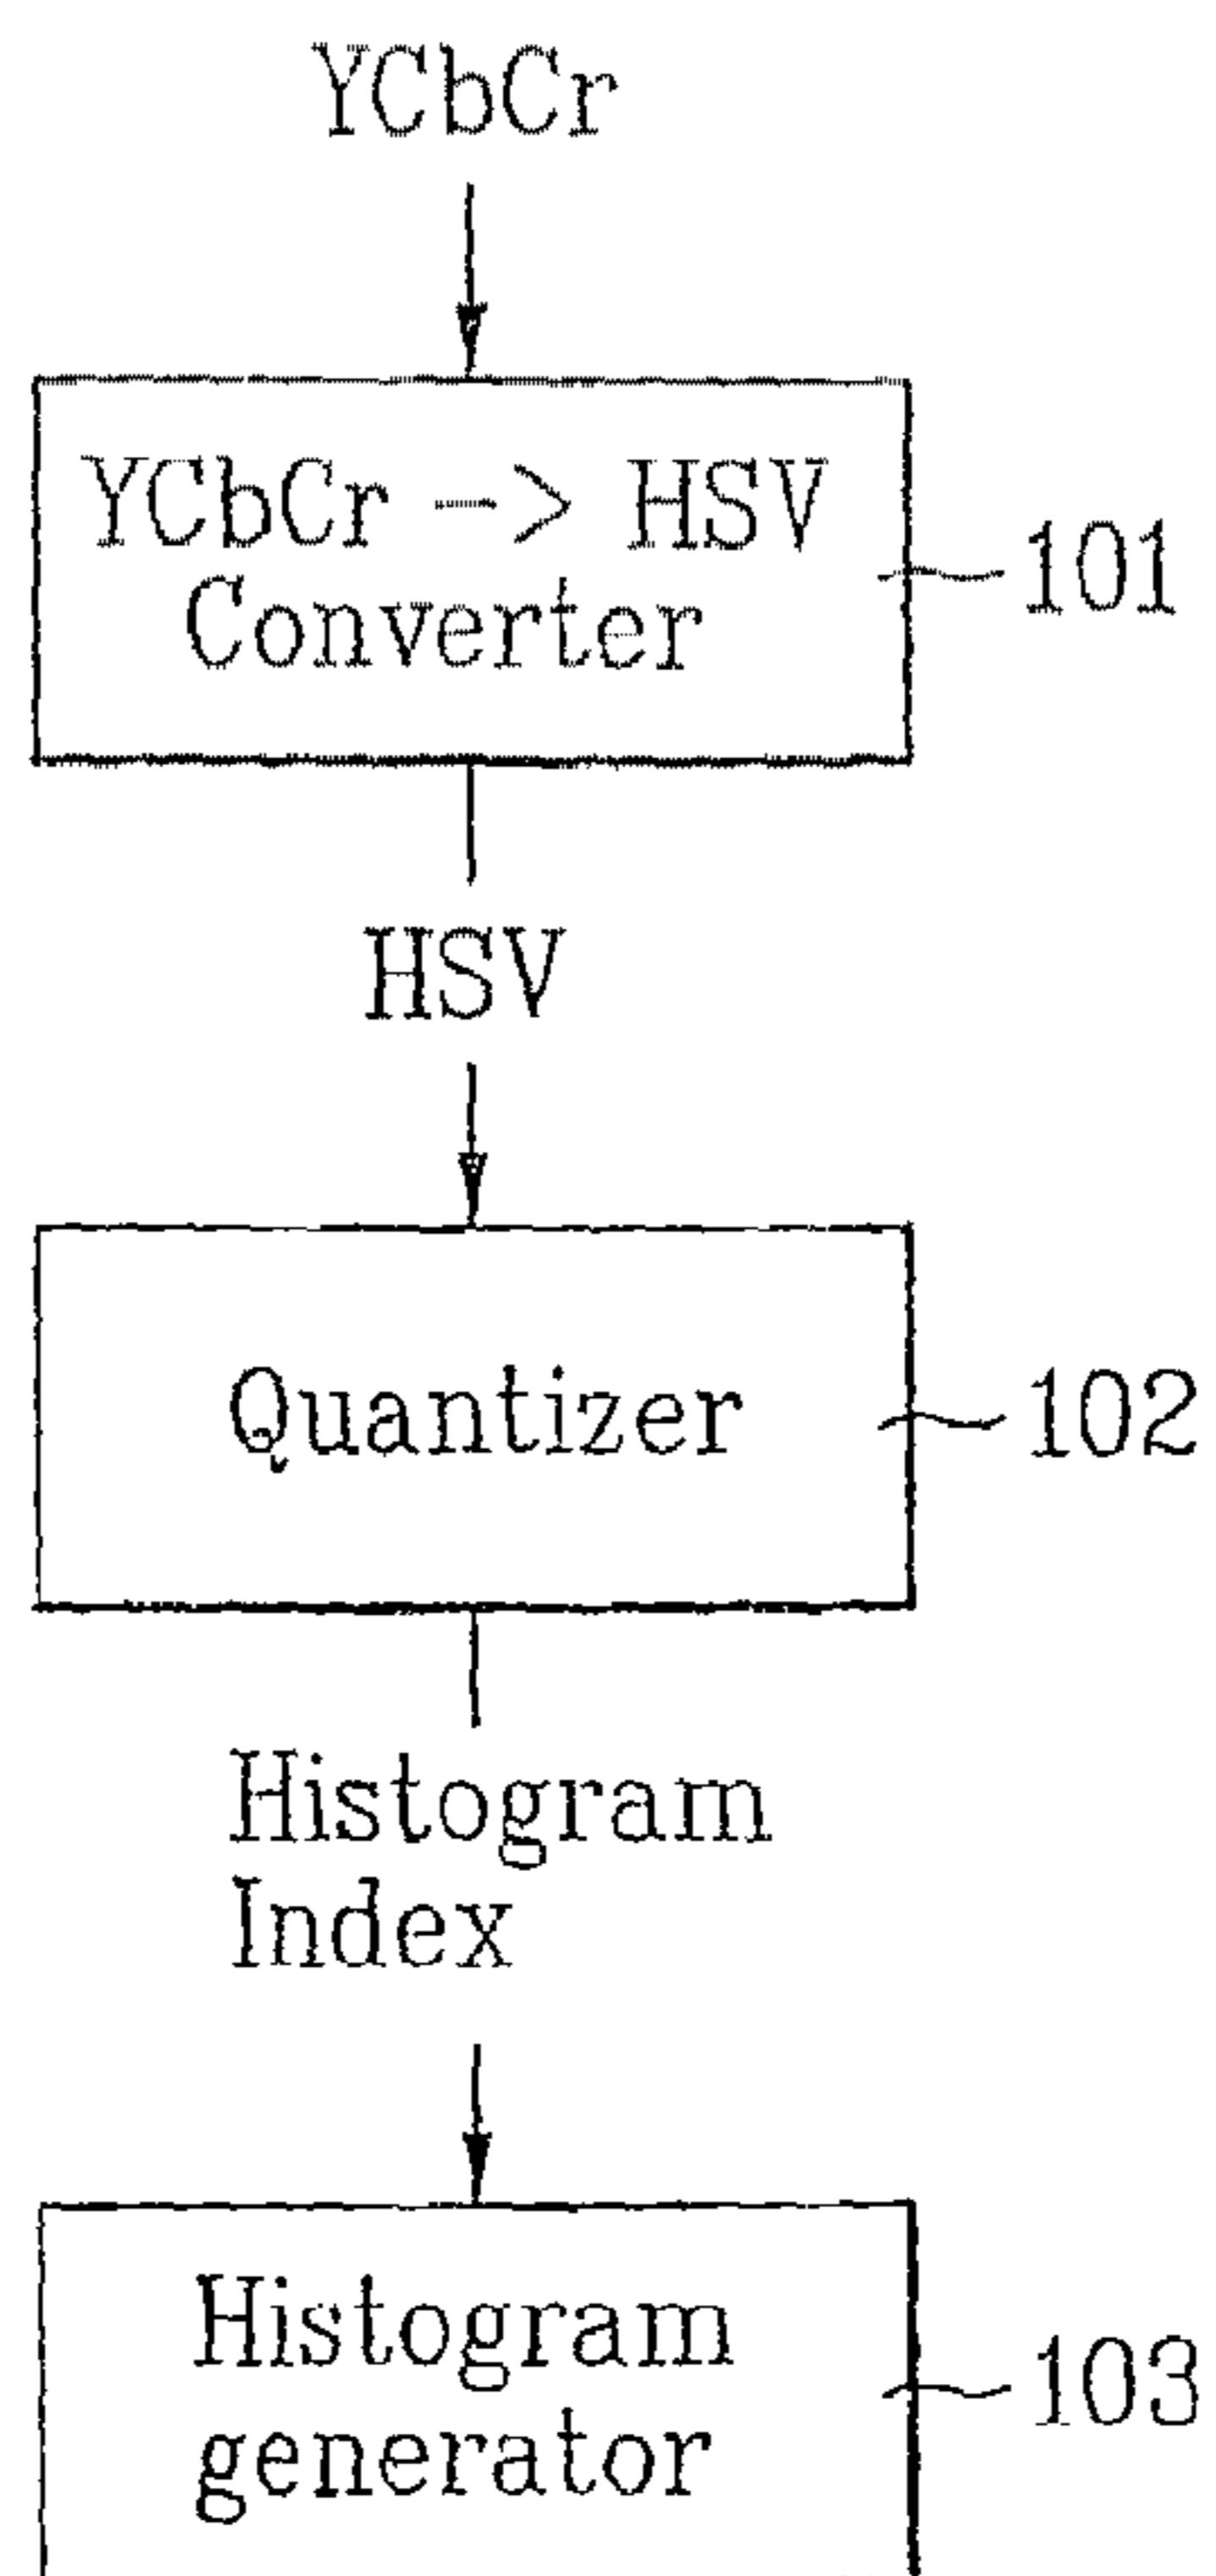 YCbCr
YCbCr -> HSV
Converter
101
HSV
Quantizer
102
Histogram
Index
Histogram
generator
103